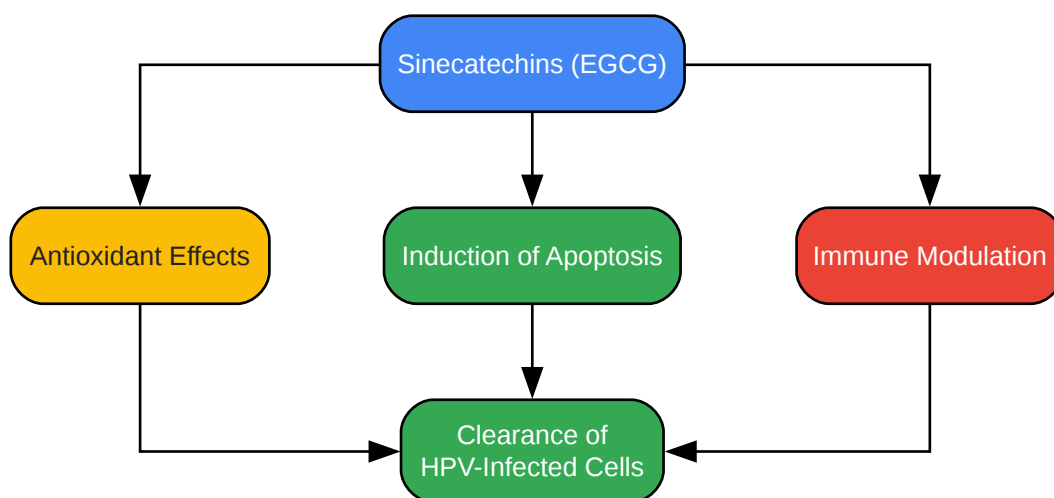 Sinecatechins (EGCG)
Antioxidant Effects
Induction of Apoptosis
Immune Modulation
Clearance of
HPV-Infected Cells